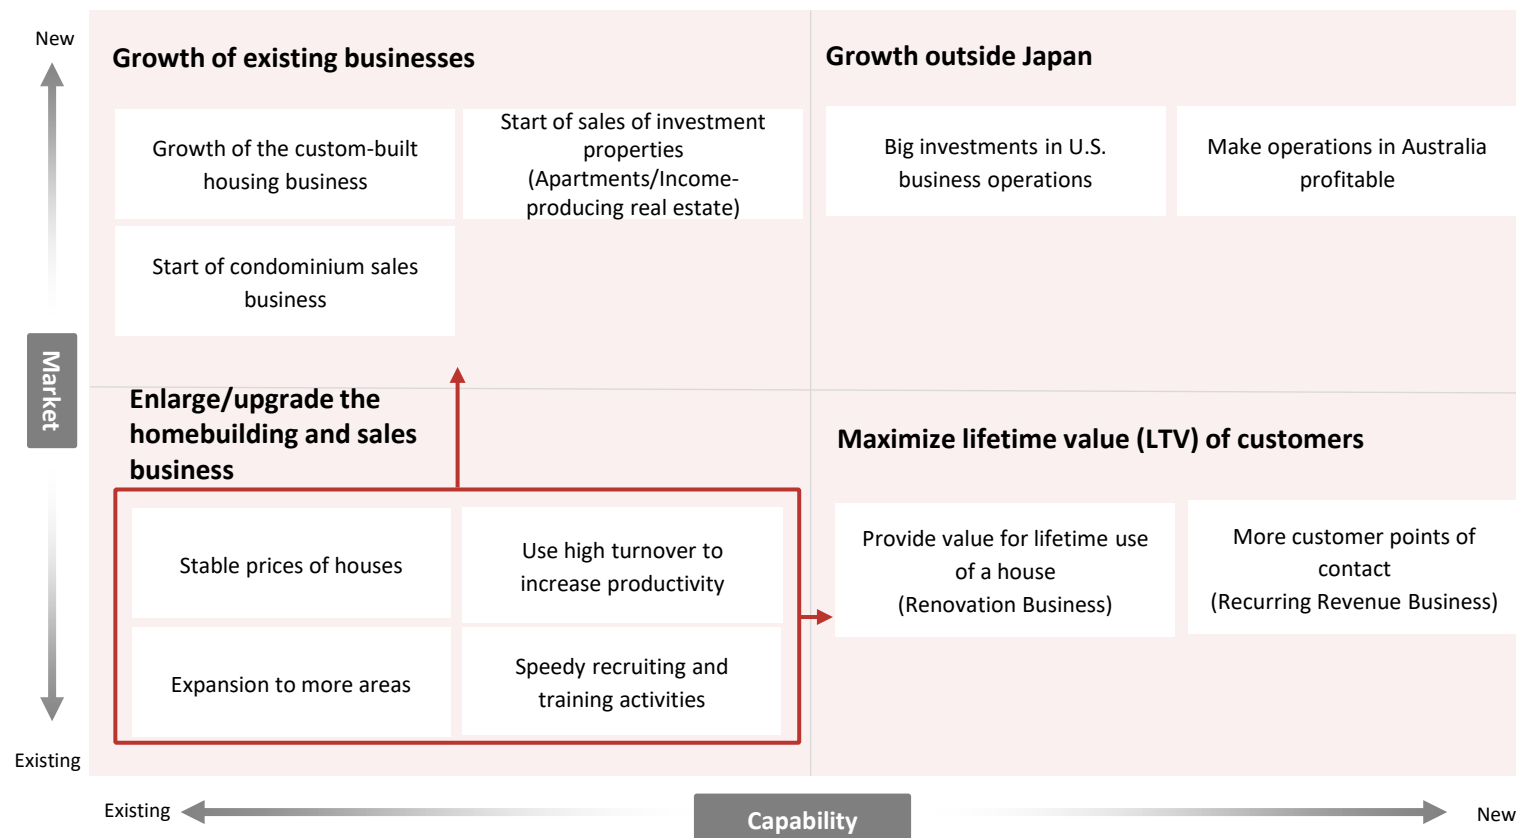 New
Growth of existing businesses
Growth of the custom-built
housing business
Start of sales of investment
properties
(Apartments/Income-
producing real estate)
Start of condominium sales
business
Growth outside Japan
Big investments in U.S.
business operations
Make operations in Australia
profitable
Market
Enlarge/upgrade the
homebuilding and sales
business
Stable prices of houses
Use high turnover to
increase productivity
Expansion to more areas
Speedy recruiting and
training activities
Maximize lifetime value (LTV) of customers
Provide value for lifetime use
of a house
(Renovation Business)
More customer points of
contact
(Recurring Revenue Business)
Existing
Existing
Capability
New